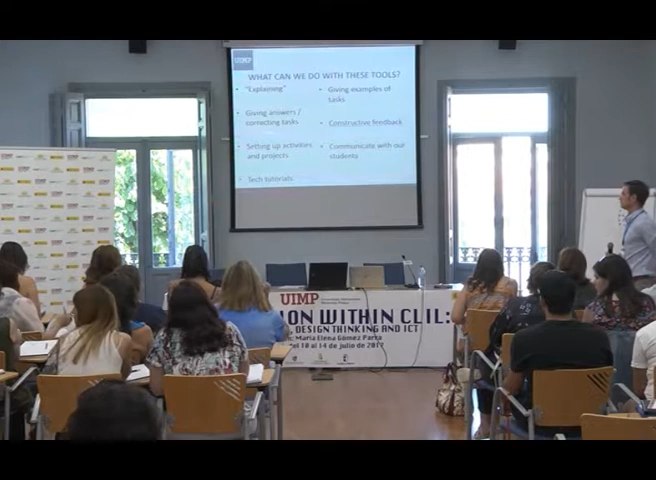 UIMP
WHAT CAN WE DO WITH THESE TOOLS?
• "Explaining"
• Giving answers /
correcting tasks
• Setting up activities
and projects
• Tech tutorials
• Giving examples of
tasks
• Constructive feedback
• Communicate with our
students
UIMP
ON WITHIN CLIL:
DESIGN THINKING AND ICT
María Elena Gómez Parra
del 10 al 14 de julio de 2017